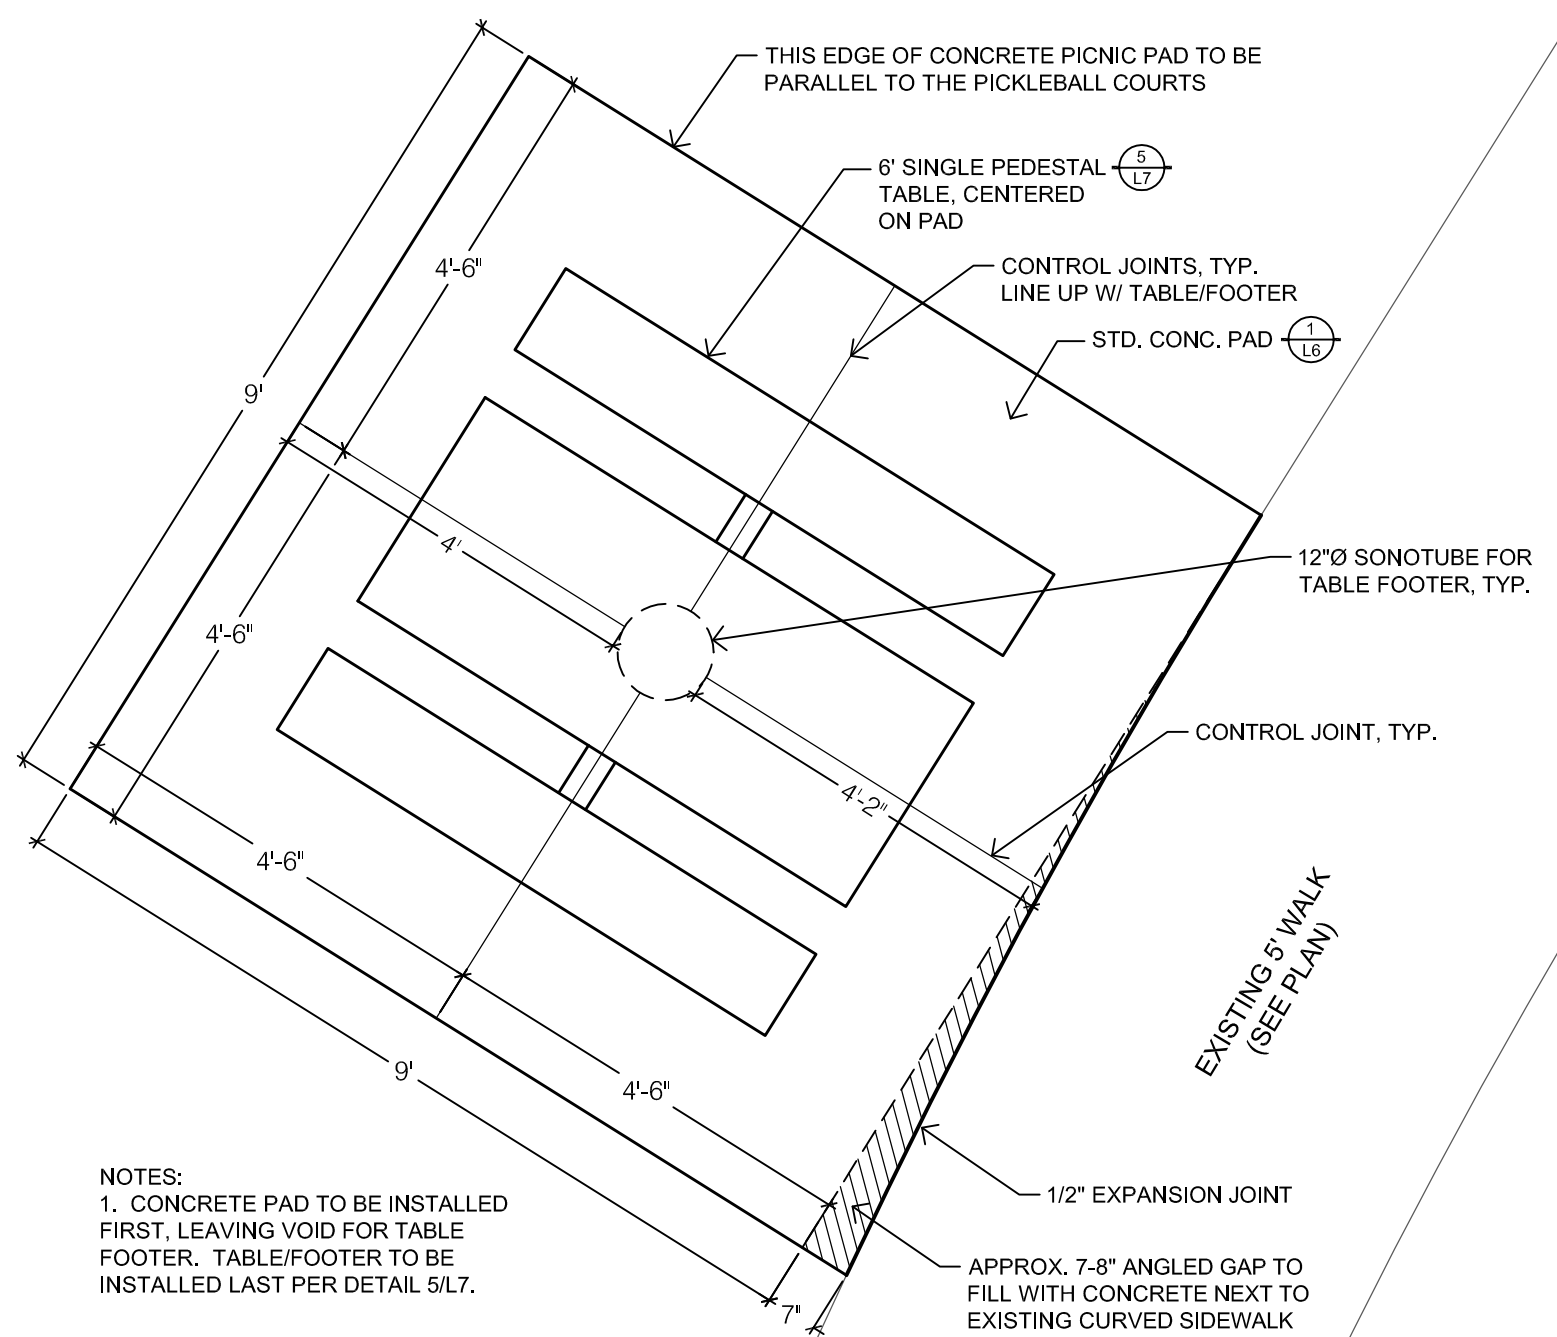 THIS EDGE OF CONCRETE PICNIC PAD TO BE
PARALLEL TO THE PICKLEBALL COURTS
6' SINGLE PEDESTAL
TABLE, CENTERED
ON PAD
5
L7
CONTROL JOINTS, TYP.
LINE UP W/ TABLE/FOOTER
STD. CONC. PAD
1
L6
4'-6"
9'
4'
12"Ø SONOTUBE FOR
TABLE FOOTER, TYP.
4'-6"
CONTROL JOINT, TYP.
4'-2"
4'-6"
EXISTING 5' WALK
(SEE PLAN)
9'
4'-6"
NOTES:
1. CONCRETE PAD TO BE INSTALLED
FIRST, LEAVING VOID FOR TABLE
FOOTER. TABLE/FOOTER TO BE
INSTALLED LAST PER DETAIL 5/L7.
1/2" EXPANSION JOINT
APPROX. 7-8" ANGLED GAP TO
FILL WITH CONCRETE NEXT TO
EXISTING CURVED SIDEWALK
7"